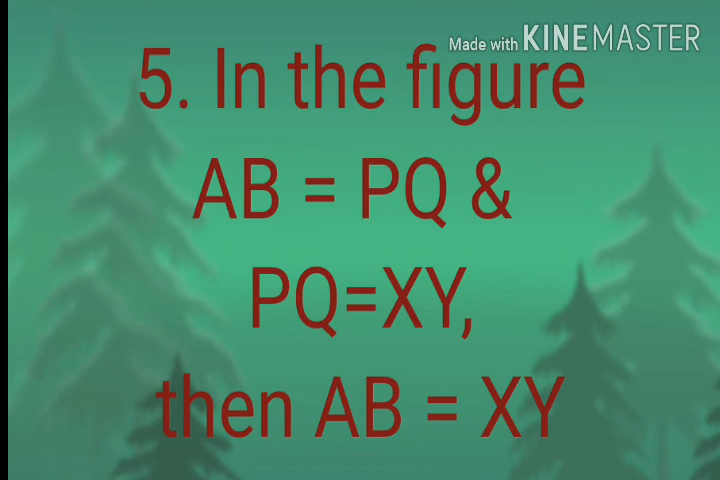 Made with KINEMASTER
5. In the figure
AB = PQ &
PQ=XY,
then AB = XY